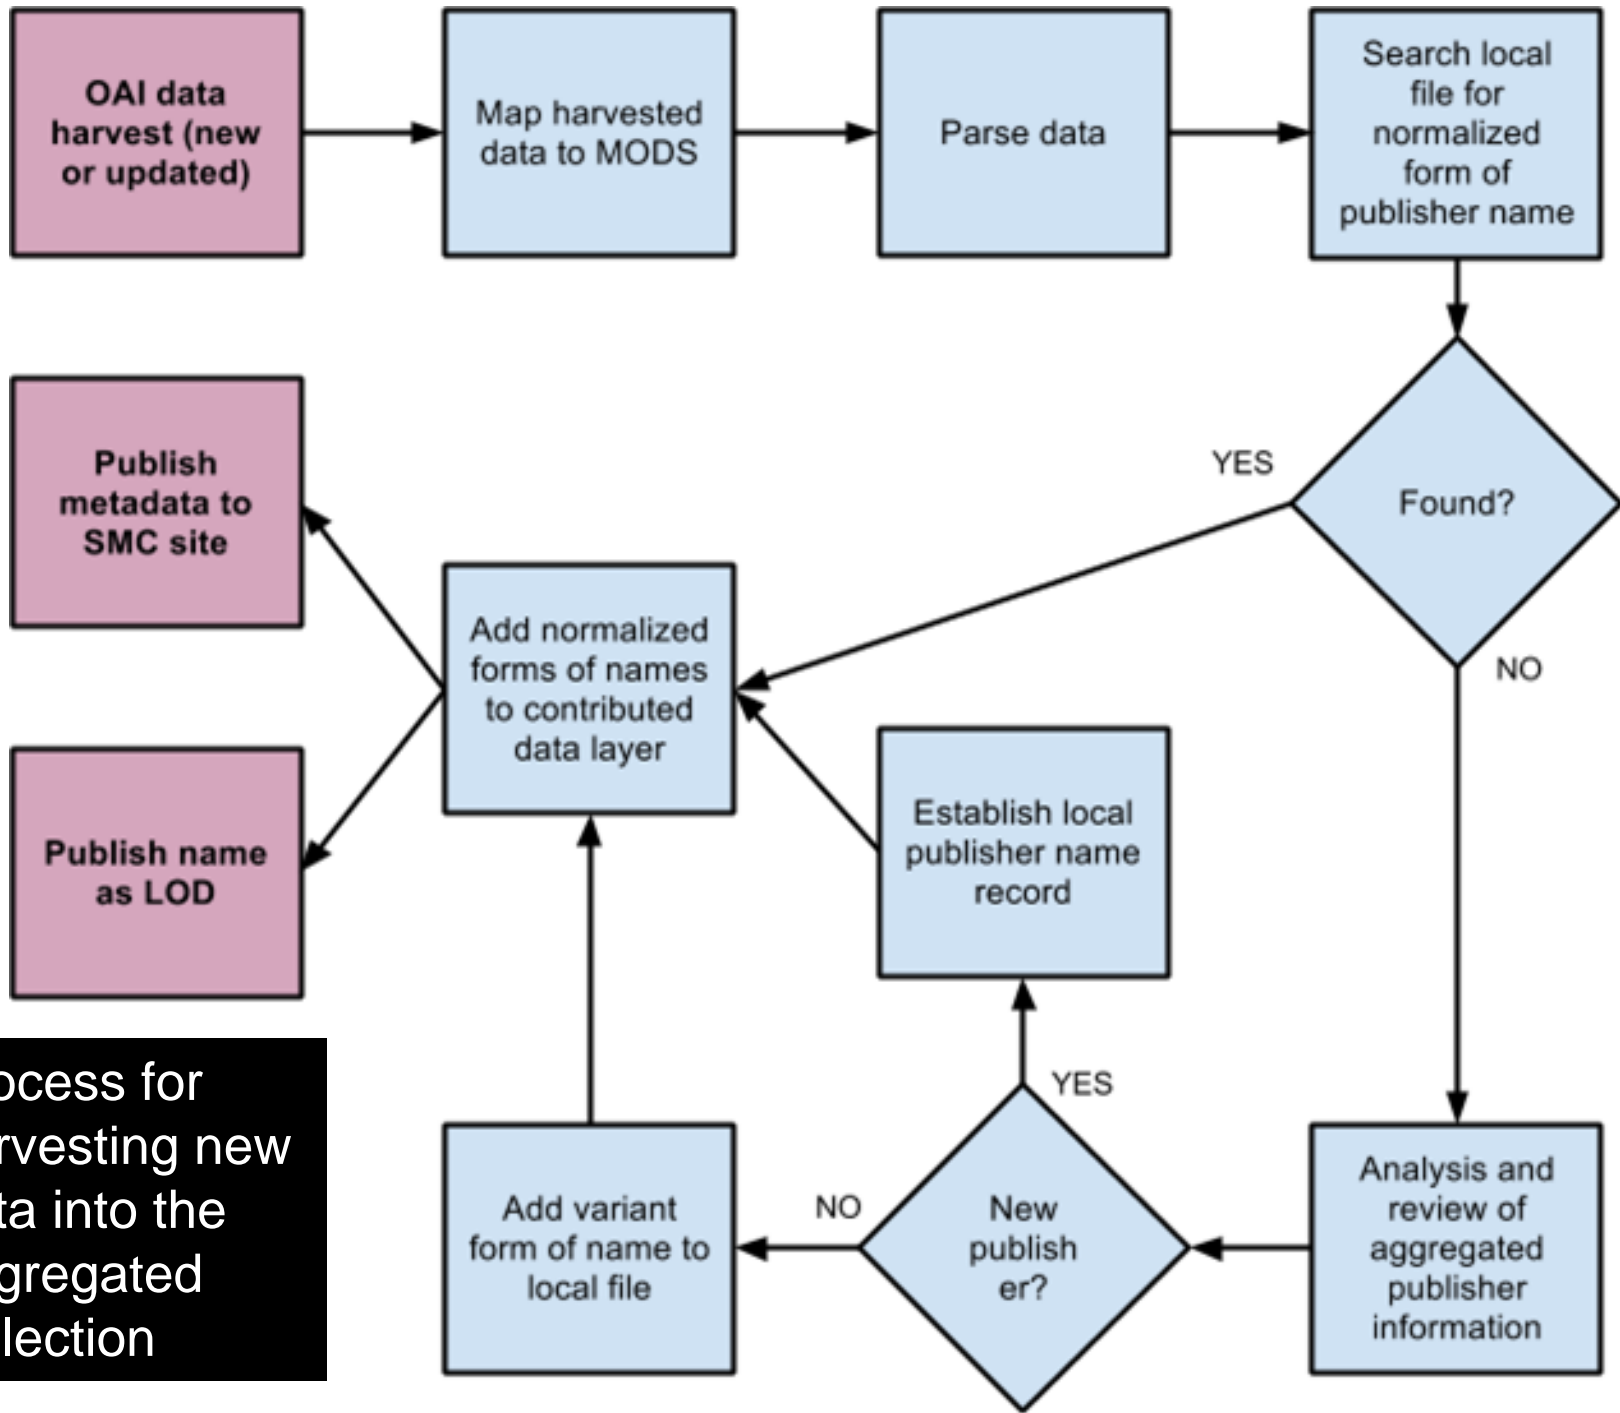 OAI data
harvest (new
or updated)
Map harvested
data to MODS
Parse data
Search local
file for
normalized
form of
publisher name
Found?
YES
NO
Publish
metadata to
SMC site
Add normalized
forms of names
to contributed
data layer
Publish name
as LOD
Establish local
publisher name
record
YES
Add variant
form of name to
local file
NO
New
publish
er?
Analysis and
review of
aggregated
publisher
information
ocess for
rvesting new
ta into the
gregated
llection